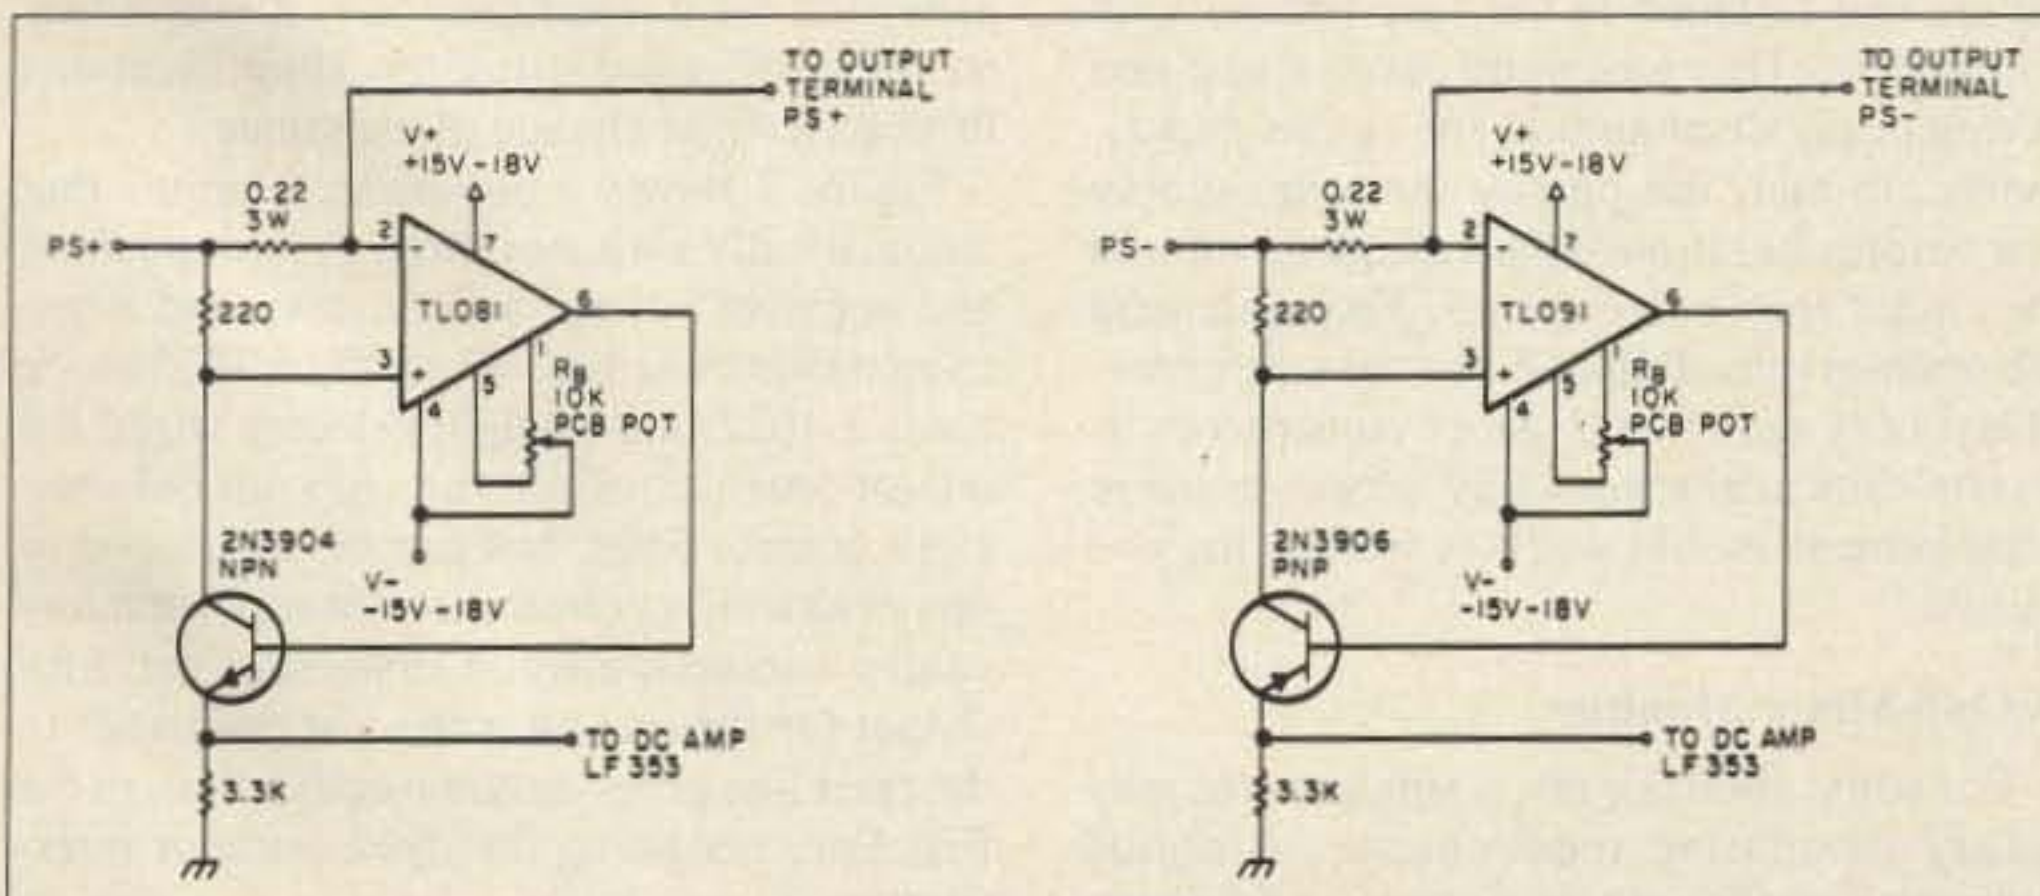 TO OUTPUT
TERMINAL
PS+
V+
+15V-18V
0.22
3W
PS+
2
-
7
220
TL081
6
3
+
4
5
1
RB
10K
PCB POT
2N3904
NPN
V-
-15V-18V
TO DC AMP
LF353
3.3K
TO OUTPUT
TERMINAL
PS-
V+
+15V-18V
0.22
3W
PS-
2
-
7
220
TL091
6
3
+
4
5
1
RB
10K
PCB POT
2N3906
PNP
V-
-15V-18V
TO DC AMP
LF353
3.3K